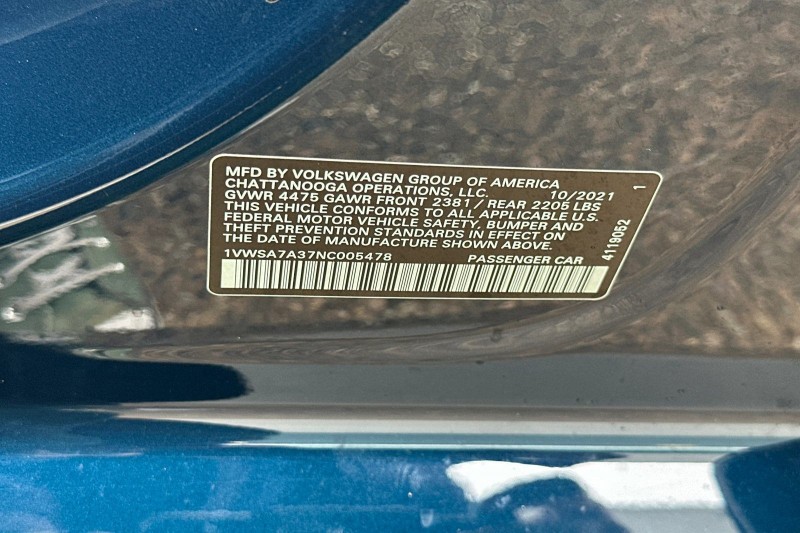 MFD BY VOLKSWAGEN GROUP OF AMERICA
CHATTANOOGA OPERATIONS, LLC. 10/2021 1
GVWR 4475 GAWR FRONT 2381/REAR 2205 LBS
THIS VEHICLE CONFORMS TO ALL APPLICABLE U.S.
FEDERAL MOTOR VEHICLE SAFETY, BUMPER AND
THEFT PREVENTION STANDARDS IN EFFECT ON
THE DATE OF MANUFACTURE SHOWN ABOVE.
1VWSA7A37NC005478 PASSENGER CAR
4119052